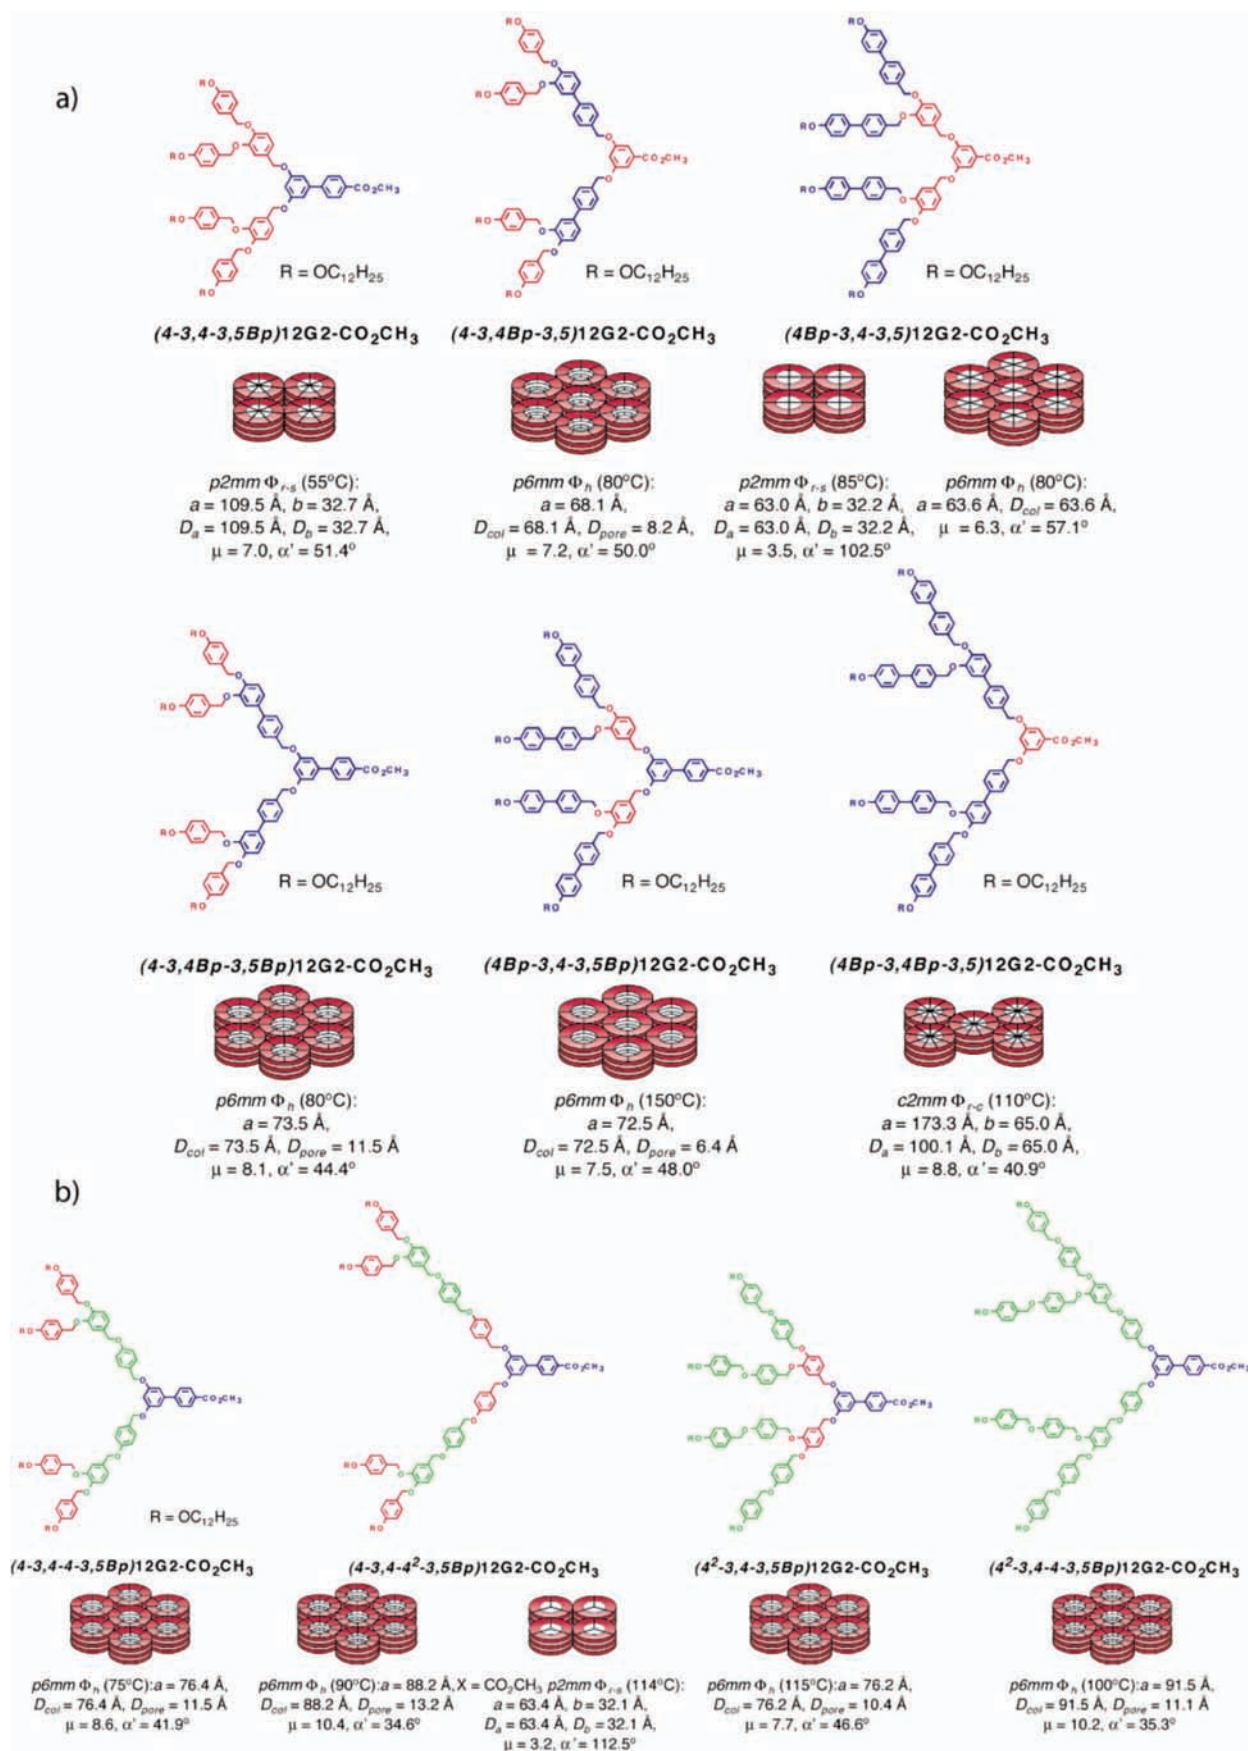 a)
R = OC12H25
R = OC12H25
R = OC12H25
(4-3,4-3,5Bp)12G2-CO2CH3
(4-3,4Bp-3,5)12G2-CO2CH3
(4Bp-3,4-3,5)12G2-CO2CH3
p2mm Φr-s (55°C):
a = 109.5 Å, b = 32.7 Å,
Da = 109.5 Å, Db = 32.7 Å,
μ = 7.0, α' = 51.4°
p6mm Φh (80°C):
a = 68.1 Å,
Dcol = 68.1 Å, Dpore = 8.2 Å,
μ = 7.2, α' = 50.0°
p2mm Φr-s (85°C):
a = 63.0 Å, b = 32.2 Å,
Da = 63.0 Å, Db = 32.2 Å,
μ = 3.5, α' = 102.5°
p6mm Φh (80°C):
a = 63.6 Å, Dcol = 63.6 Å,
μ = 6.3, α' = 57.1°
R = OC12H25
R = OC12H25
R = OC12H25
(4-3,4Bp-3,5Bp)12G2-CO2CH3
(4Bp-3,4-3,5Bp)12G2-CO2CH3
(4Bp-3,4Bp-3,5)12G2-CO2CH3
p6mm Φh (80°C):
a = 73.5 Å,
Dcol = 73.5 Å, Dpore = 11.5 Å
μ = 8.1, α' = 44.4°
p6mm Φh (150°C):
a = 72.5 Å,
Dcol = 72.5 Å, Dpore = 6.4 Å
μ = 7.5, α' = 48.0°
c2mm Φr-c (110°C):
a = 173.3 Å, b = 65.0 Å,
Da = 100.1 Å, Db = 65.0 Å,
μ = 8.8, α' = 40.9°
b)
R = OC12H25
(4-3,4-4-3,5Bp)12G2-CO2CH3
(4-3,4-4²-3,5Bp)12G2-CO2CH3
(4²-3,4-3,5Bp)12G2-CO2CH3
(4²-3,4-4-3,5Bp)12G2-CO2CH3
p6mm Φh (75°C): a = 76.4 Å,
Dcol = 76.4 Å, Dpore = 11.5 Å
μ = 8.6, α' = 41.9°
p6mm Φh (90°C): a = 88.2 Å,
Dcol = 88.2 Å, Dpore = 13.2 Å
μ = 10.4, α' = 34.6°
X = CO2CH3 p2mm Φr-s (114°C):
a = 63.4 Å, b = 32.1 Å,
Da = 63.4 Å, Db = 32.1 Å,
μ = 3.2, α' = 112.5°
p6mm Φh (115°C): a = 76.2 Å,
Dcol = 76.2 Å, Dpore = 10.4 Å
μ = 7.7, α' = 46.6°
p6mm Φh (100°C): a = 91.5 Å,
Dcol = 91.5 Å, Dpore = 11.1 Å
μ = 10.2, α' = 35.3°